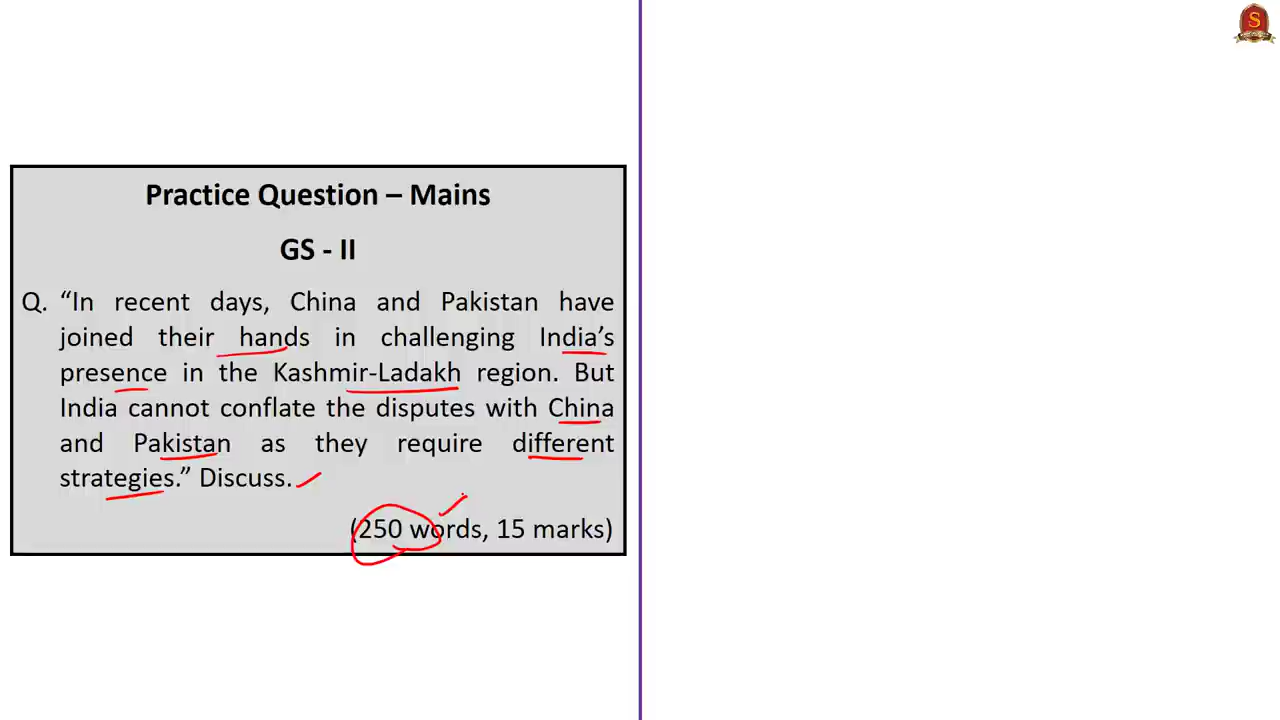 Practice Question – Mains
GS - II
Q. “In recent days, China and Pakistan have
joined their hands in challenging India’s
presence in the Kashmir-Ladakh region. But
India cannot conflate the disputes with China
and Pakistan as they require different
strategies.” Discuss.
(250 words, 15 marks)
S